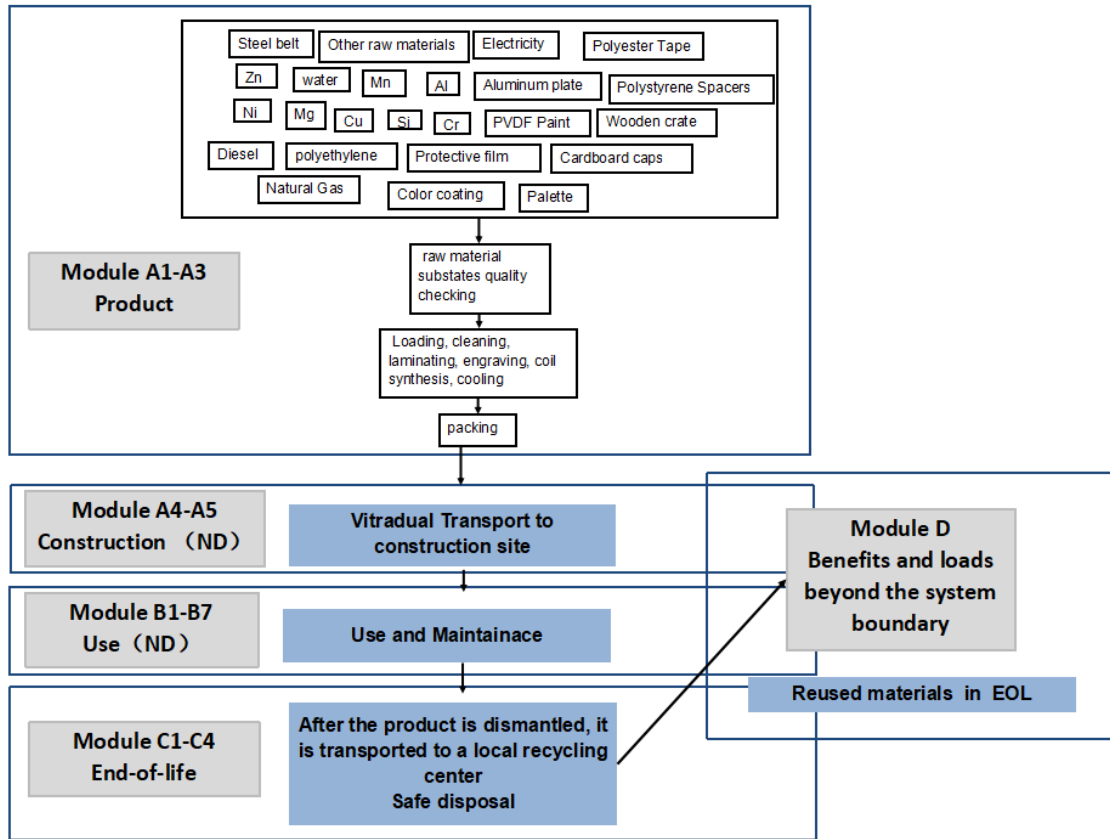 Steel belt
Other raw materials
Electricity
Polyester Tape
Zn
water
Mn
Al
Aluminum plate
Polystyrene Spacers
Ni
Mg
Cu
Si
Cr
PVDF Paint
Wooden crate
Diesel
polyethylene
Protective film
Cardboard caps
Natural Gas
Color coating
Palette
raw material
substates quality
checking
Module A1-A3
Product
Loading, cleaning,
laminating, engraving, coil
synthesis, cooling
packing
Module A4-A5
Construction （ND）
Vitradual Transport to
construction site
Module D
Benefits and loads
beyond the system
boundary
Module B1-B7
Use（ND）
Use and Maintainace
Reused materials in EOL
Module C1-C4
End-of-life
After the product is dismantled, it
is transported to a local recycling
center
Safe disposal